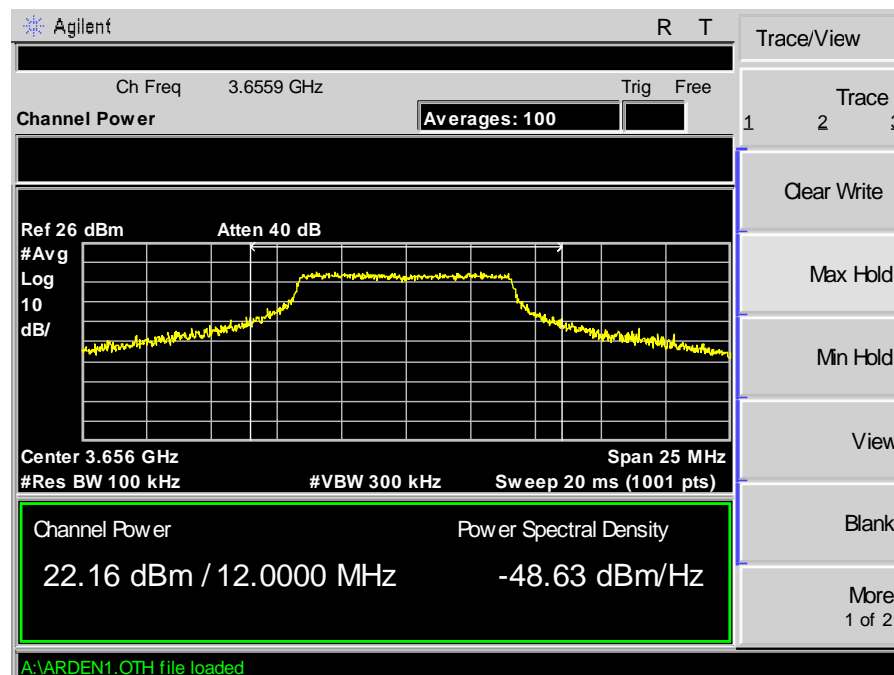 Agilent R T
Ch Freq 3.6559 GHz Trig Free
Channel Power Averages: 100
Ref 26 dBm Atten 40 dB
#Avg
Log
10
dB/
Center 3.656 GHz Span 25 MHz
#Res BW 100 kHz #VBW 300 kHz Sweep 20 ms (1001 pts)
Channel Power Power Spectral Density
22.16 dBm / 12.0000 MHz -48.63 dBm/Hz
A:\ARDEN1.OTH file loaded
Trace/View
Trace
1 2
Clear Write
Max Hold
Min Hold
View
Blank
More
1 of 2